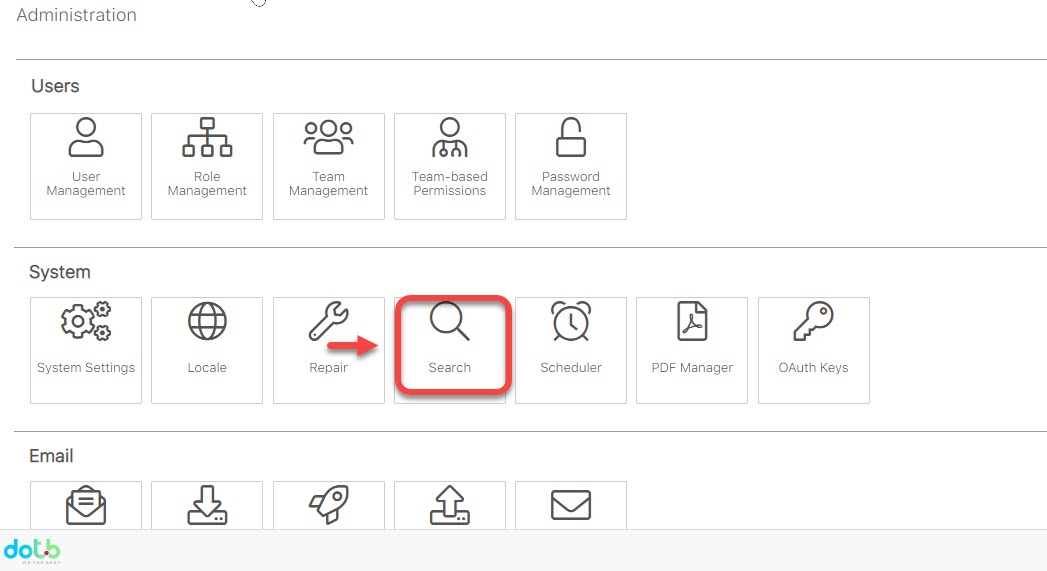 Administration
Users
User
Management
Role
Management
Team
Management
Team-based
Permissions
Password
Management
System
System Settings
Locale
Repair
Search
Scheduler
PDF Manager
OAuth Keys
Email
dotb
DO THE BEST